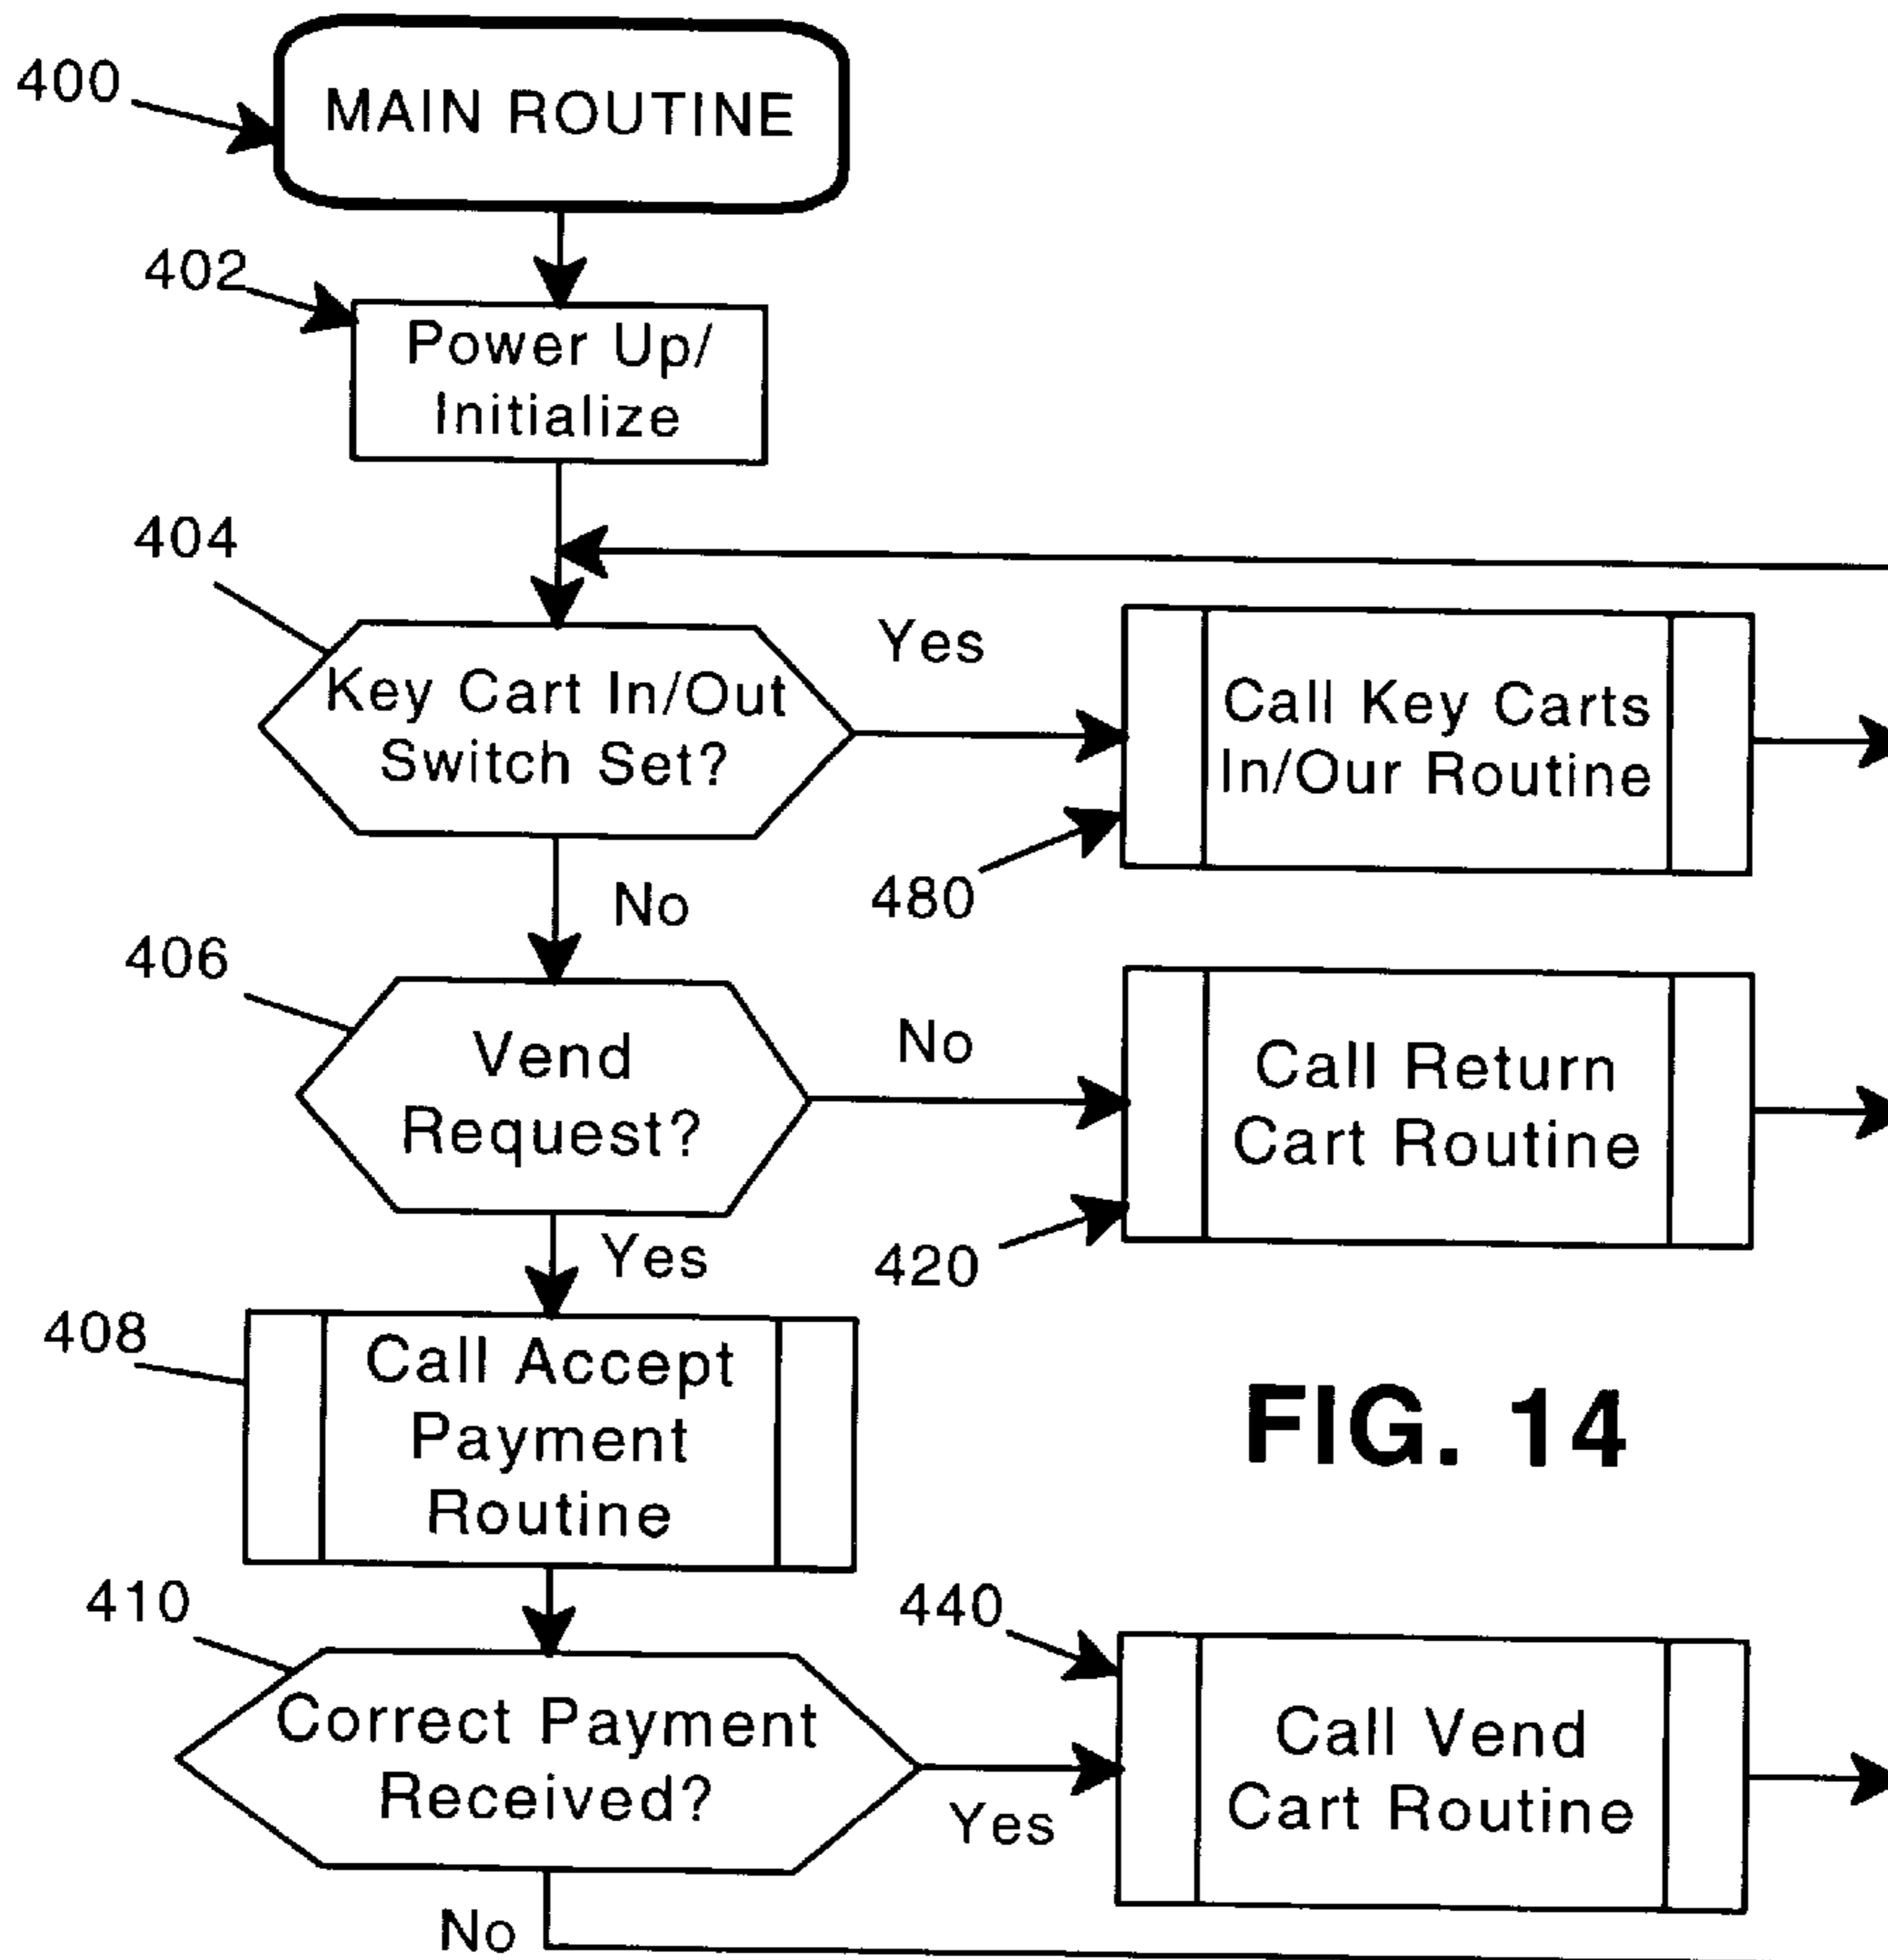 400
MAIN ROUTINE
402
Power Up/
Initialize
404
Key Cart In/Out
Switch Set?
Yes
Call Key Carts
In/Our Routine
480
No
406
Vend
Request?
No
Call Return
Cart Routine
420
Yes
408
Call Accept
Payment
Routine
FIG. 14
410
Correct Payment
Received?
Yes
440
Call Vend
Cart Routine
No